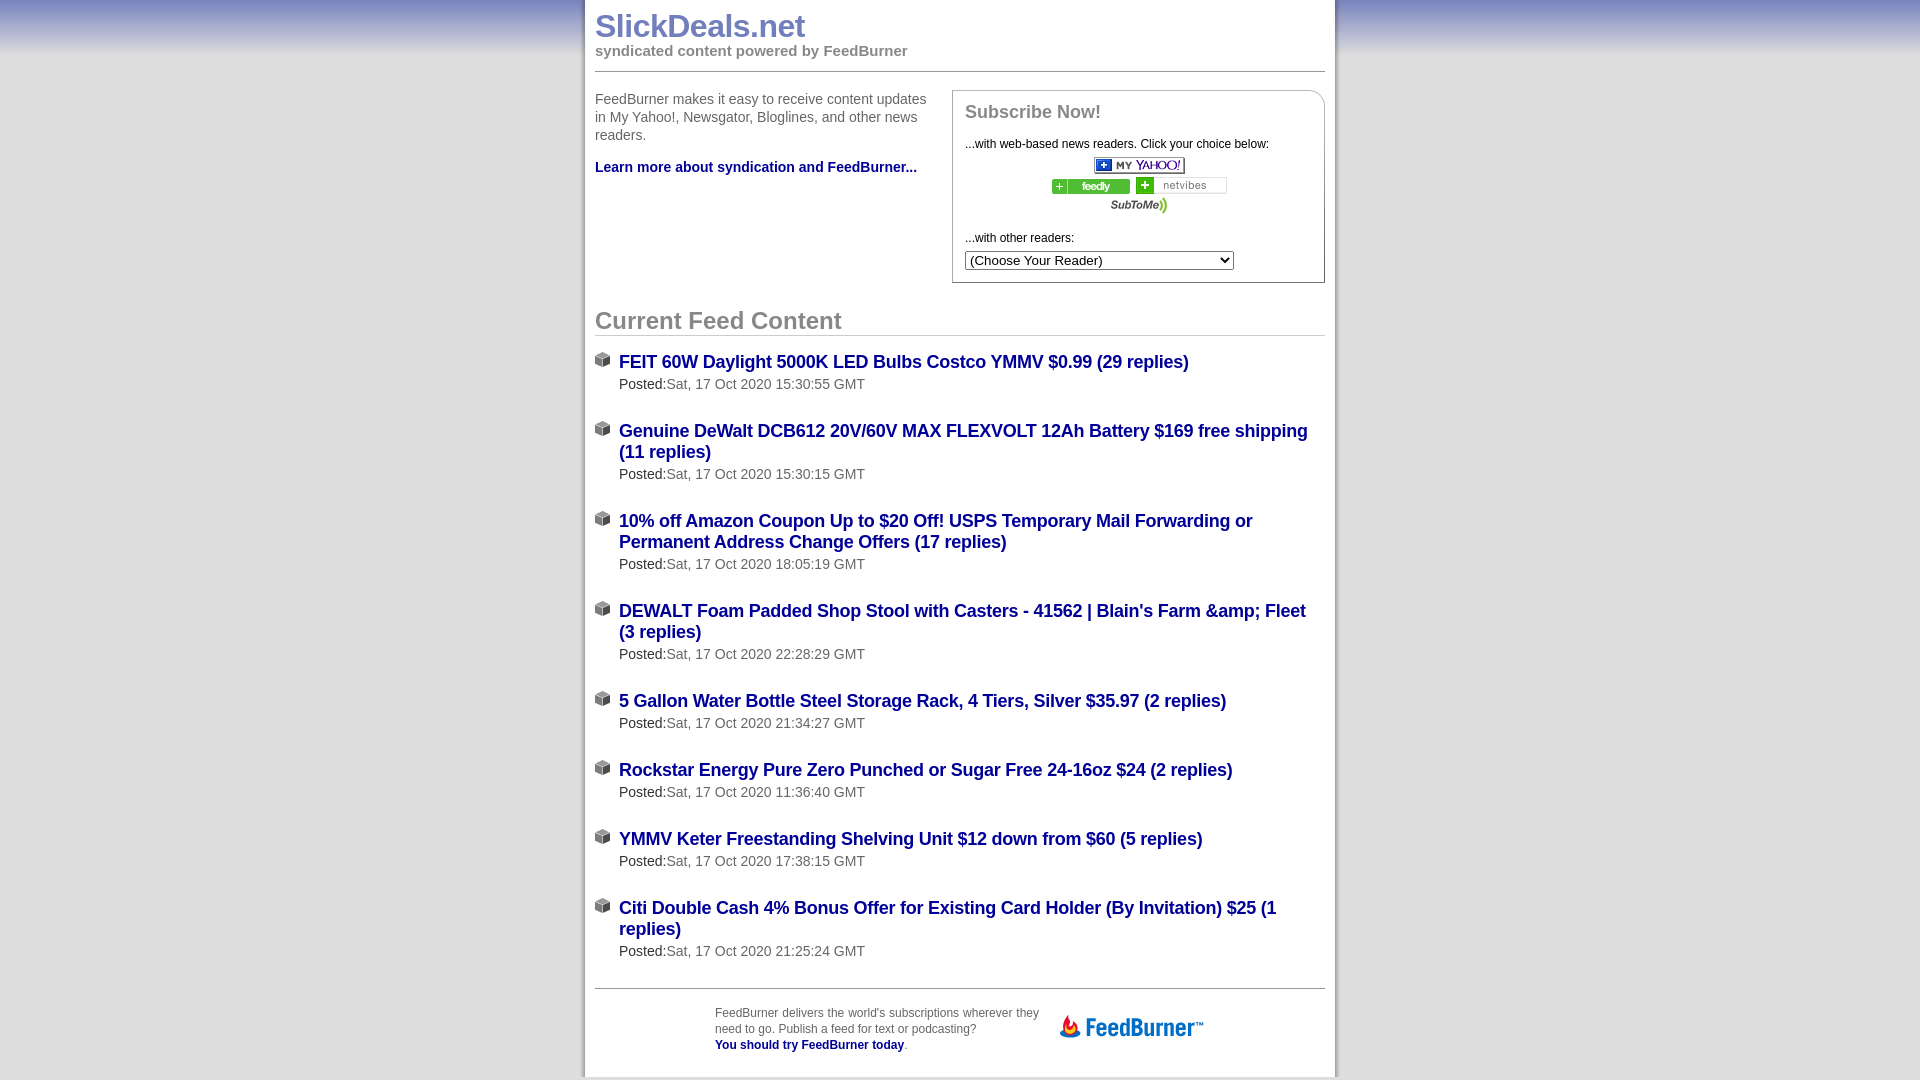 SlickDeals.net
syndicated content powered by FeedBurner
FeedBurner makes it easy to receive content updates
in My Yahoo!, Newsgator, Bloglines, and other news
readers.
Learn more about syndication and FeedBurner...
Subscribe Now!
...with web-based news readers. Click your choice below:
MY YAHOO!
feedly
netvibes
SubToMe
...with other readers:
(Choose Your Reader)
Current Feed Content
FEIT 60W Daylight 5000K LED Bulbs Costco YMMV $0.99 (29 replies)
Posted:Sat, 17 Oct 2020 15:30:55 GMT
Genuine DeWalt DCB612 20V/60V MAX FLEXVOLT 12Ah Battery $169 free shipping
(11 replies)
Posted:Sat, 17 Oct 2020 15:30:15 GMT
10% off Amazon Coupon Up to $20 Off! USPS Temporary Mail Forwarding or
Permanent Address Change Offers (17 replies)
Posted:Sat, 17 Oct 2020 18:05:19 GMT
DEWALT Foam Padded Shop Stool with Casters - 41562 | Blain's Farm &amp; Fleet
(3 replies)
Posted:Sat, 17 Oct 2020 22:28:29 GMT
5 Gallon Water Bottle Steel Storage Rack, 4 Tiers, Silver $35.97 (2 replies)
Posted:Sat, 17 Oct 2020 21:34:27 GMT
Rockstar Energy Pure Zero Punched or Sugar Free 24-16oz $24 (2 replies)
Posted:Sat, 17 Oct 2020 11:36:40 GMT
YMMV Keter Freestanding Shelving Unit $12 down from $60 (5 replies)
Posted:Sat, 17 Oct 2020 17:38:15 GMT
Citi Double Cash 4% Bonus Offer for Existing Card Holder (By Invitation) $25 (1
replies)
Posted:Sat, 17 Oct 2020 21:25:24 GMT
FeedBurner delivers the world's subscriptions wherever they
need to go. Publish a feed for text or podcasting?
You should try FeedBurner today.
FeedBurner™